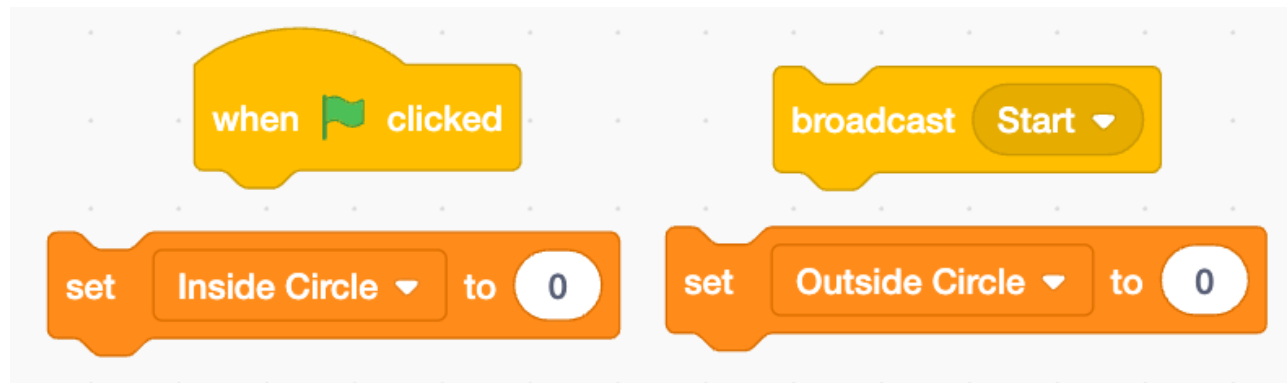 when clicked
broadcast Start
set Inside Circle to 0
set Outside Circle to 0